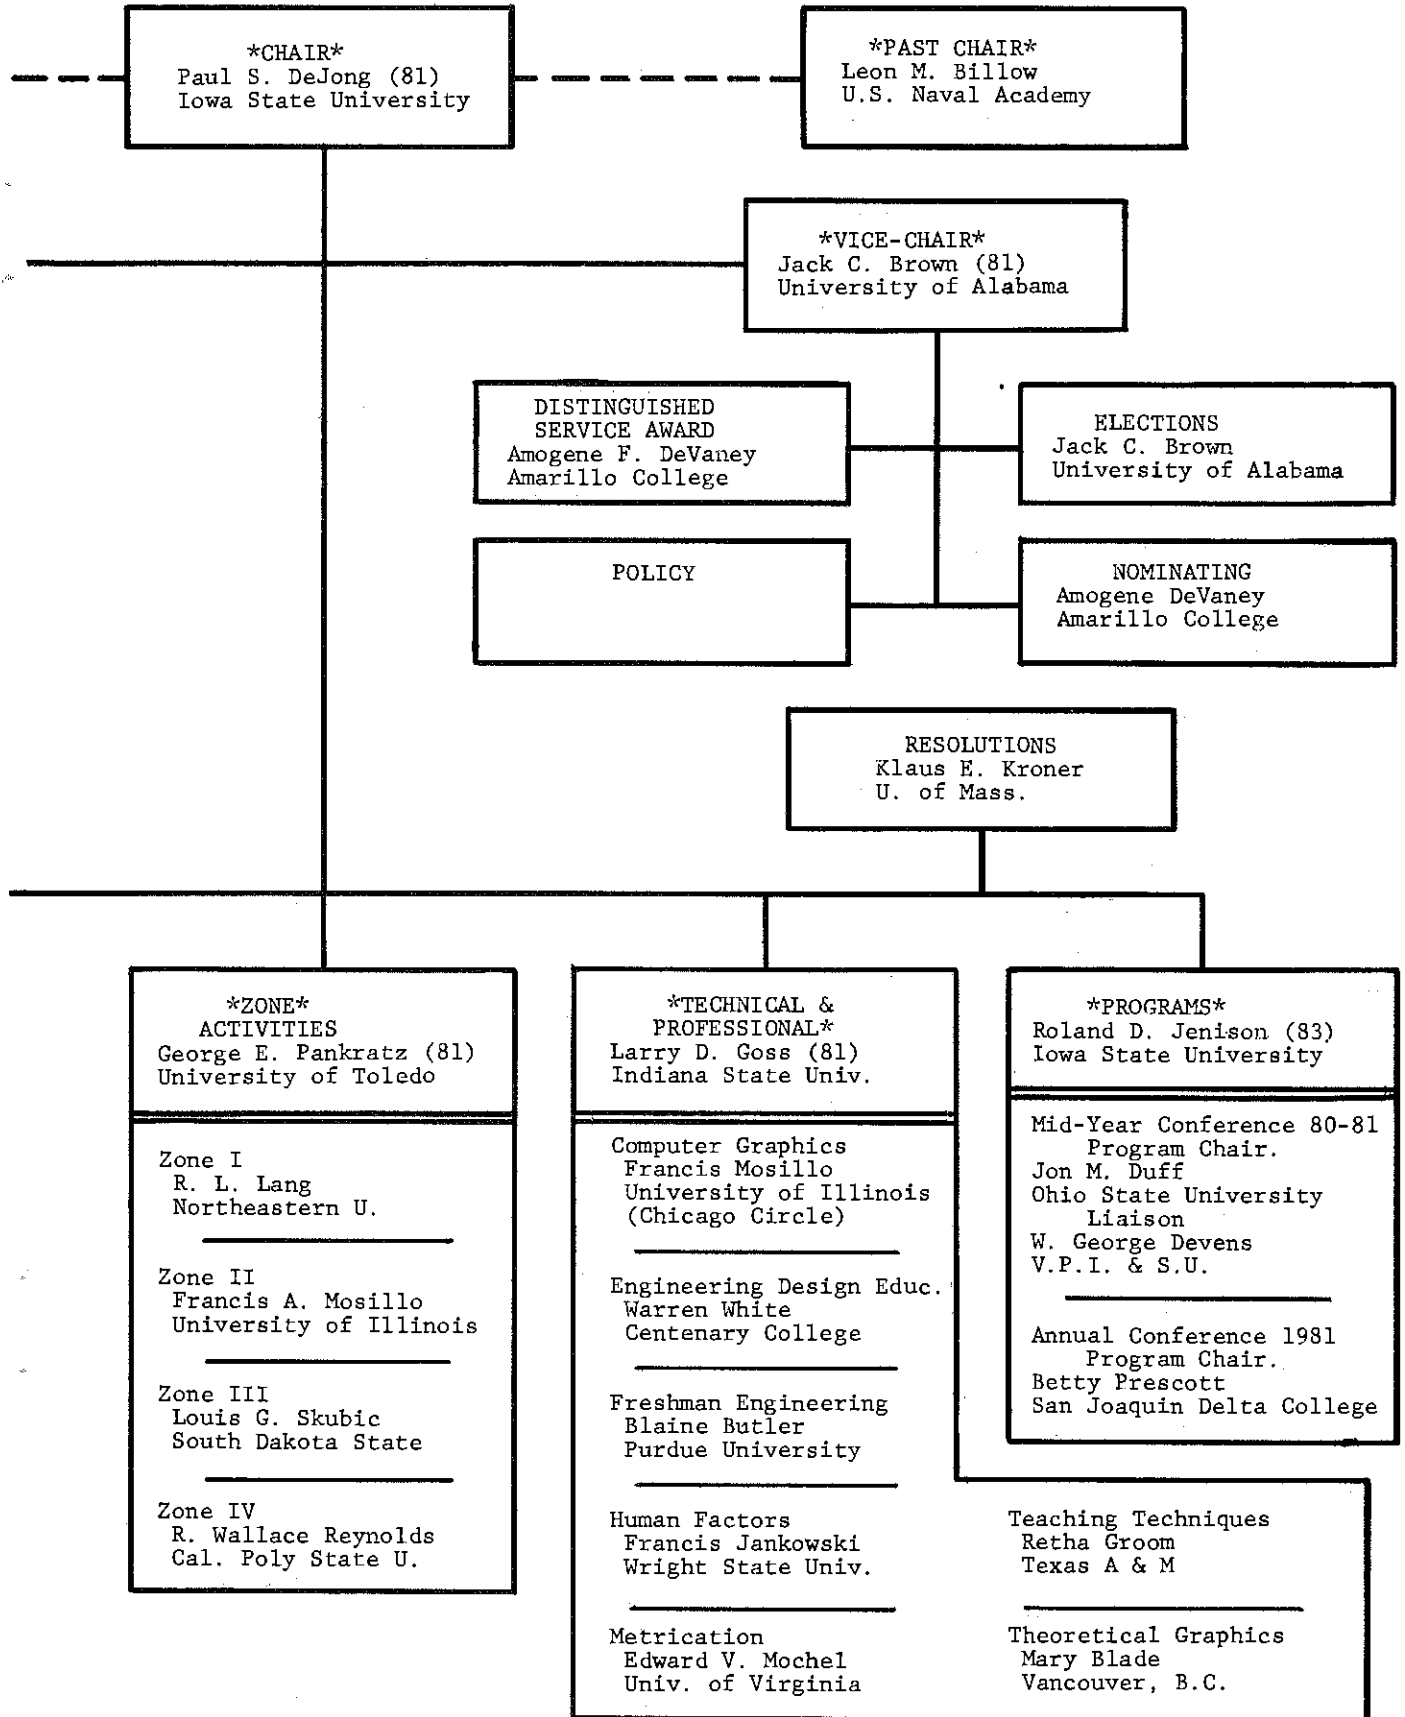 *CHAIR*
Paul S. DeJong (81)
Iowa State University
*PAST CHAIR*
Leon M. Billow
U.S. Naval Academy
*VICE-CHAIR*
Jack C. Brown (81)
University of Alabama
DISTINGUISHED
SERVICE AWARD
Amogene F. DeVaney
Amarillo College
ELECTIONS
Jack C. Brown
University of Alabama
POLICY
NOMINATING
Amogene DeVaney
Amarillo College
RESOLUTIONS
Klaus E. Kroner
U. of Mass.
*ZONE*
ACTIVITIES
George E. Pankratz (81)
University of Toledo
Zone I
R. L. Lang
Northeastern U.
Zone II
Francis A. Mosillo
University of Illinois
Zone III
Louis G. Skubic
South Dakota State
Zone IV
R. Wallace Reynolds
Cal. Poly State U.
*TECHNICAL &
PROFESSIONAL*
Larry D. Goss (81)
Indiana State Univ.
Computer Graphics
Francis Mosillo
University of Illinois
(Chicago Circle)
Engineering Design Educ.
Warren White
Centenary College
Freshman Engineering
Blaine Butler
Purdue University
Human Factors
Francis Jankowski
Wright State Univ.
Metrication
Edward V. Mochel
Univ. of Virginia
Teaching Techniques
Retha Groom
Texas A & M
Theoretical Graphics
Mary Blade
Vancouver, B.C.
*PROGRAMS*
Roland D. Jenison (83)
Iowa State University
Mid-Year Conference 80-81
Program Chair.
Jon M. Duff
Ohio State University
Liaison
W. George Devens
V.P.I. & S.U.
Annual Conference 1981
Program Chair.
Betty Prescott
San Joaquin Delta College